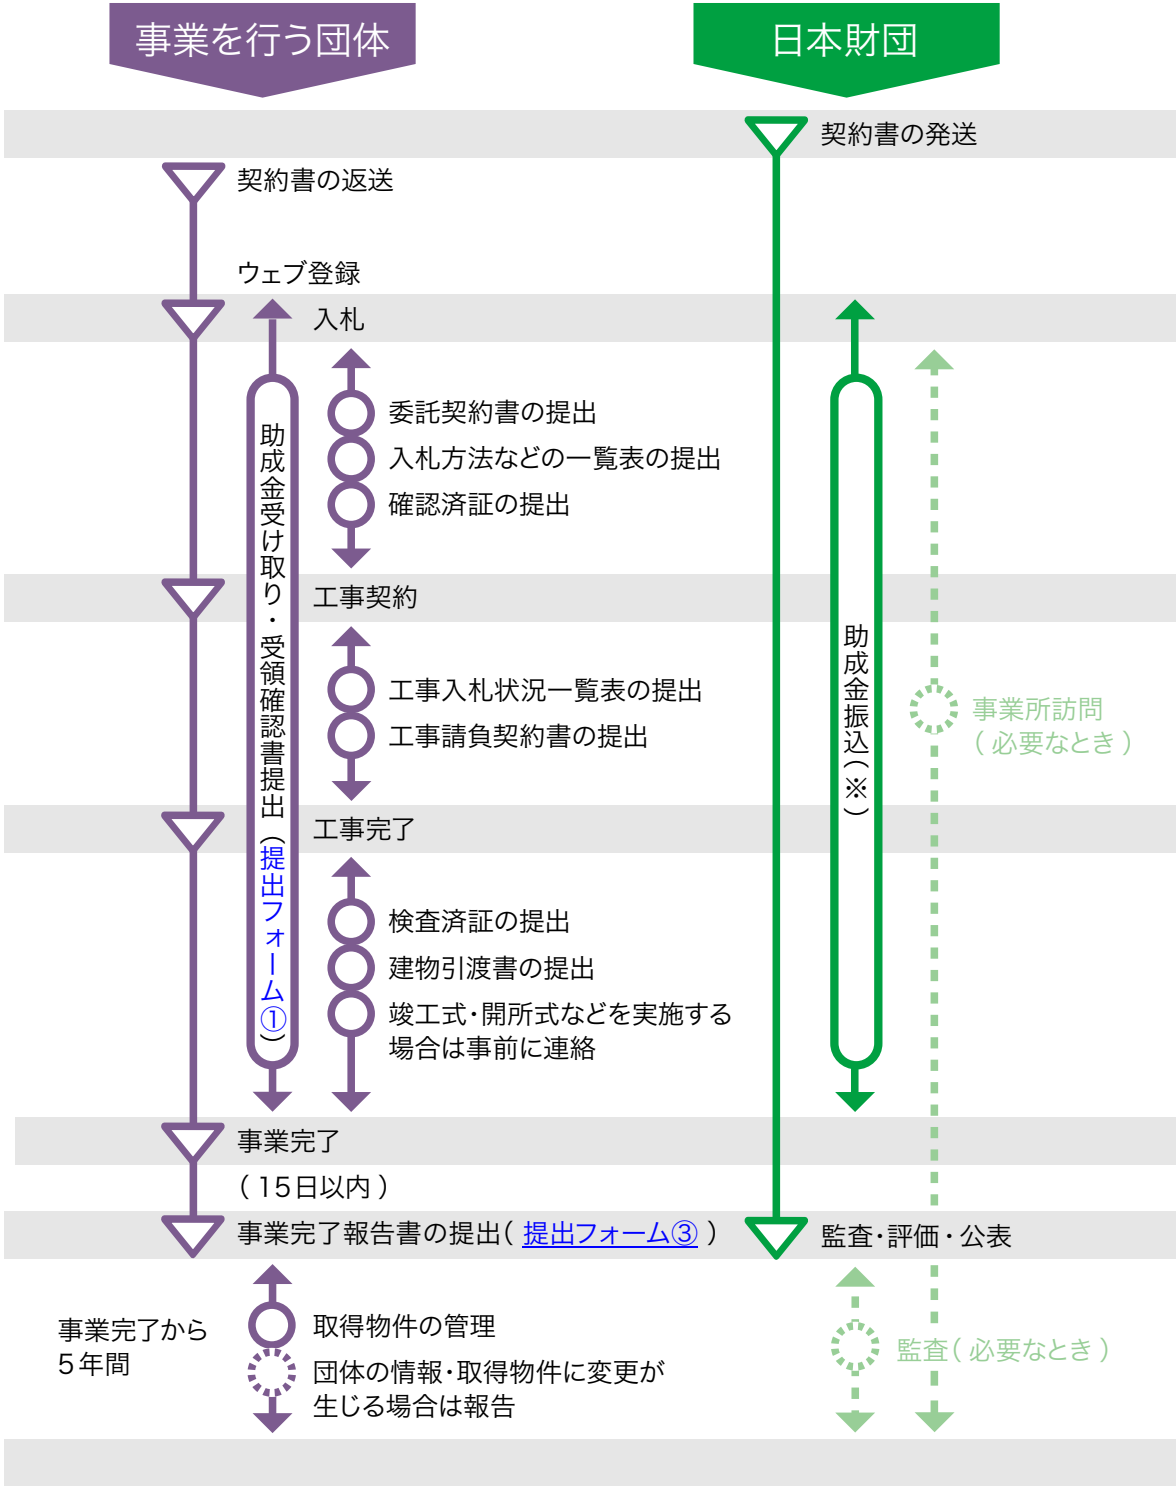 事業を行う団体
日本財団
契約書の発送
契約書の返送
ウェブ登録
入札
委託契約書の提出
入札方法などの一覧表の提出
確認済証の提出
助成金受け取り・受領確認書提出（提出フォーム①）
助成金振込（※）
工事契約
工事入札状況一覧表の提出
工事請負契約書の提出
事業所訪問
（必要なとき）
工事完了
検査済証の提出
建物引渡書の提出
竣工式・開所式などを実施する
場合は事前に連絡
事業完了
（15日以内）
事業完了報告書の提出（提出フォーム③）
監査・評価・公表
事業完了から
5年間
取得物件の管理
団体の情報・取得物件に変更が
生じる場合は報告
監査（必要なとき）